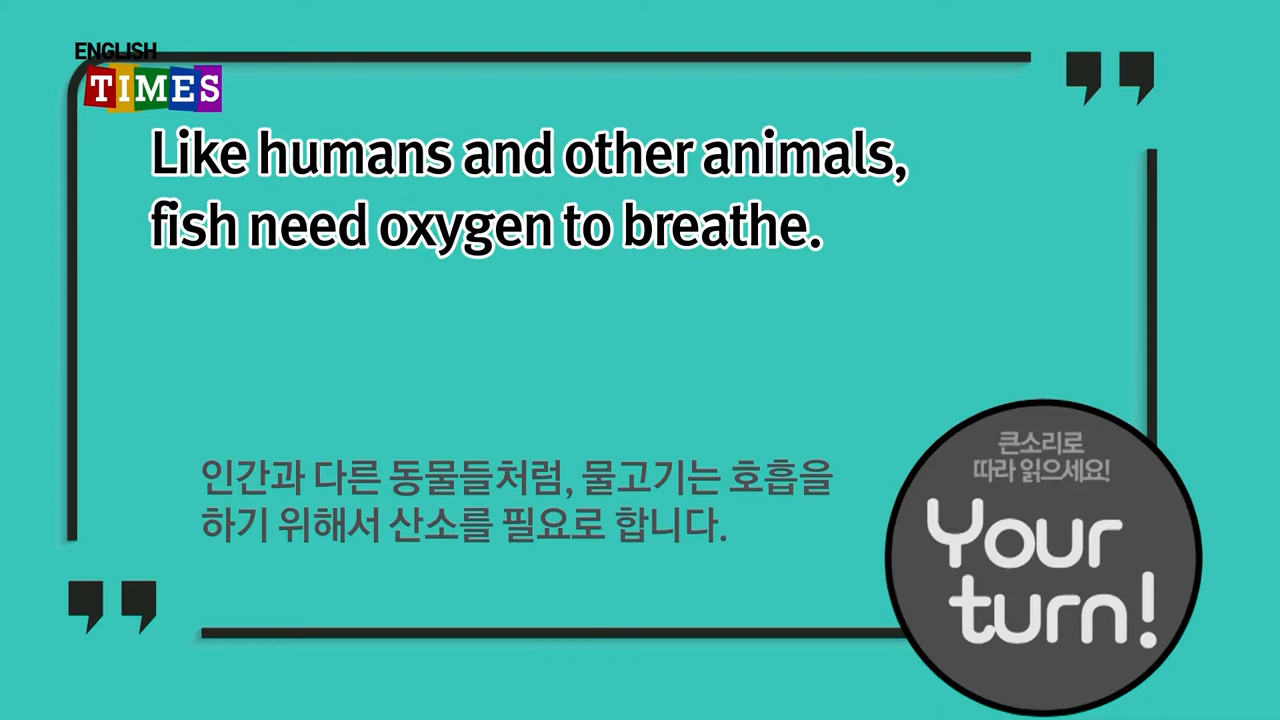 ENGLISH
TIMES
Like humans and other animals,
fish need oxygen to breathe.
인간과 다른 동물들처럼, 물고기는 호흡을
하기 위해서 산소를 필요로 합니다.
큰소리로
따라 읽으세요!
Your
turn!